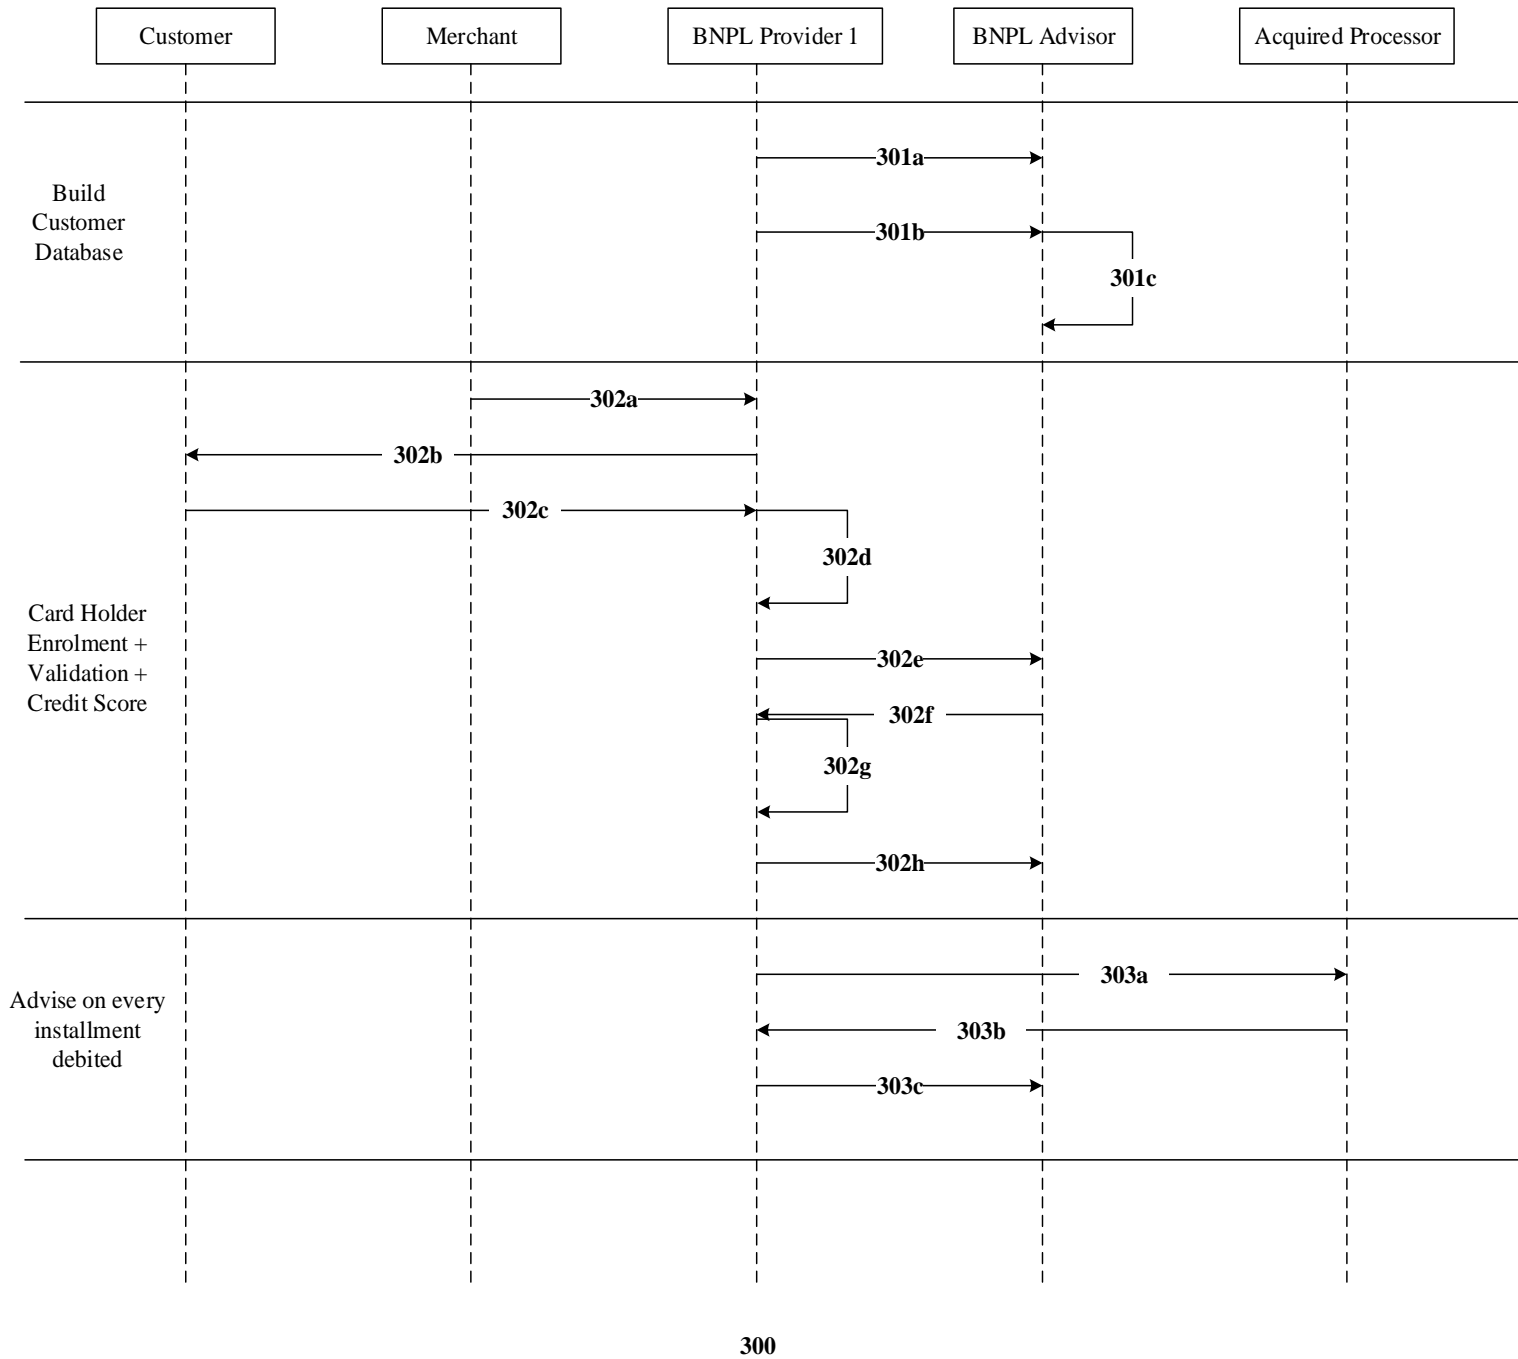 Customer
Merchant
BNPL Provider 1
BNPL Advisor
Acquired Processor
Build
Customer
Database
301a
301b
301c
302a
302b
302c
302d
Card Holder
Enrolment +
Validation +
Credit Score
302e
302f
302g
302h
Advise on every
installment
debited
303a
303b
303c
300